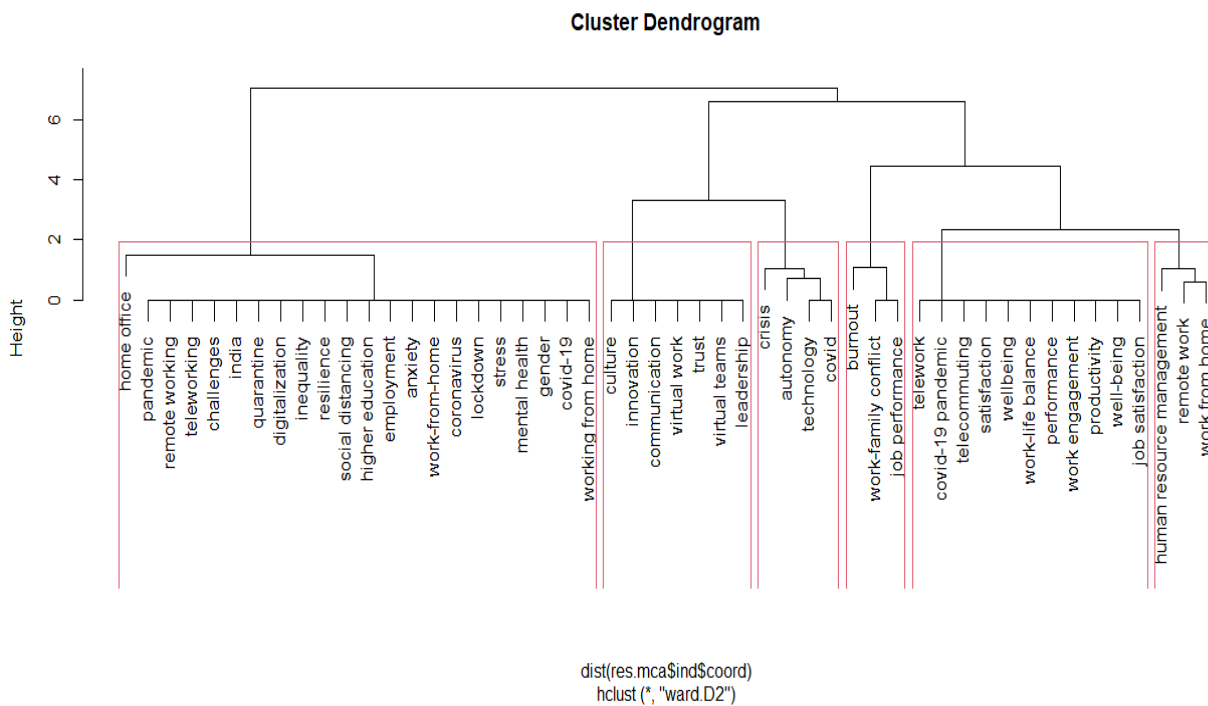 Cluster Dendrogram
Height
6
4
2
0
home office
pandemic
remote working
teleworking
challenges
india
quarantine
digitalization
inequality
resilience
social distancing
higher education
employment
anxiety
work-from-home
coronavirus
lockdown
stress
mental health
gender
covid-19
working from home
culture
innovation
communication
virtual work
trust
virtual teams
leadership
crisis
autonomy
technology
covid
burnout
work-family conflict
job performance
telework
covid-19 pandemic
telecommuting
satisfaction
wellbeing
work-life balance
performance
work engagement
productivity
well-being
job satisfaction
human resource management
remote work
work from home
dist(res.mca$ind$coord)
hclust (*, "ward.D2")